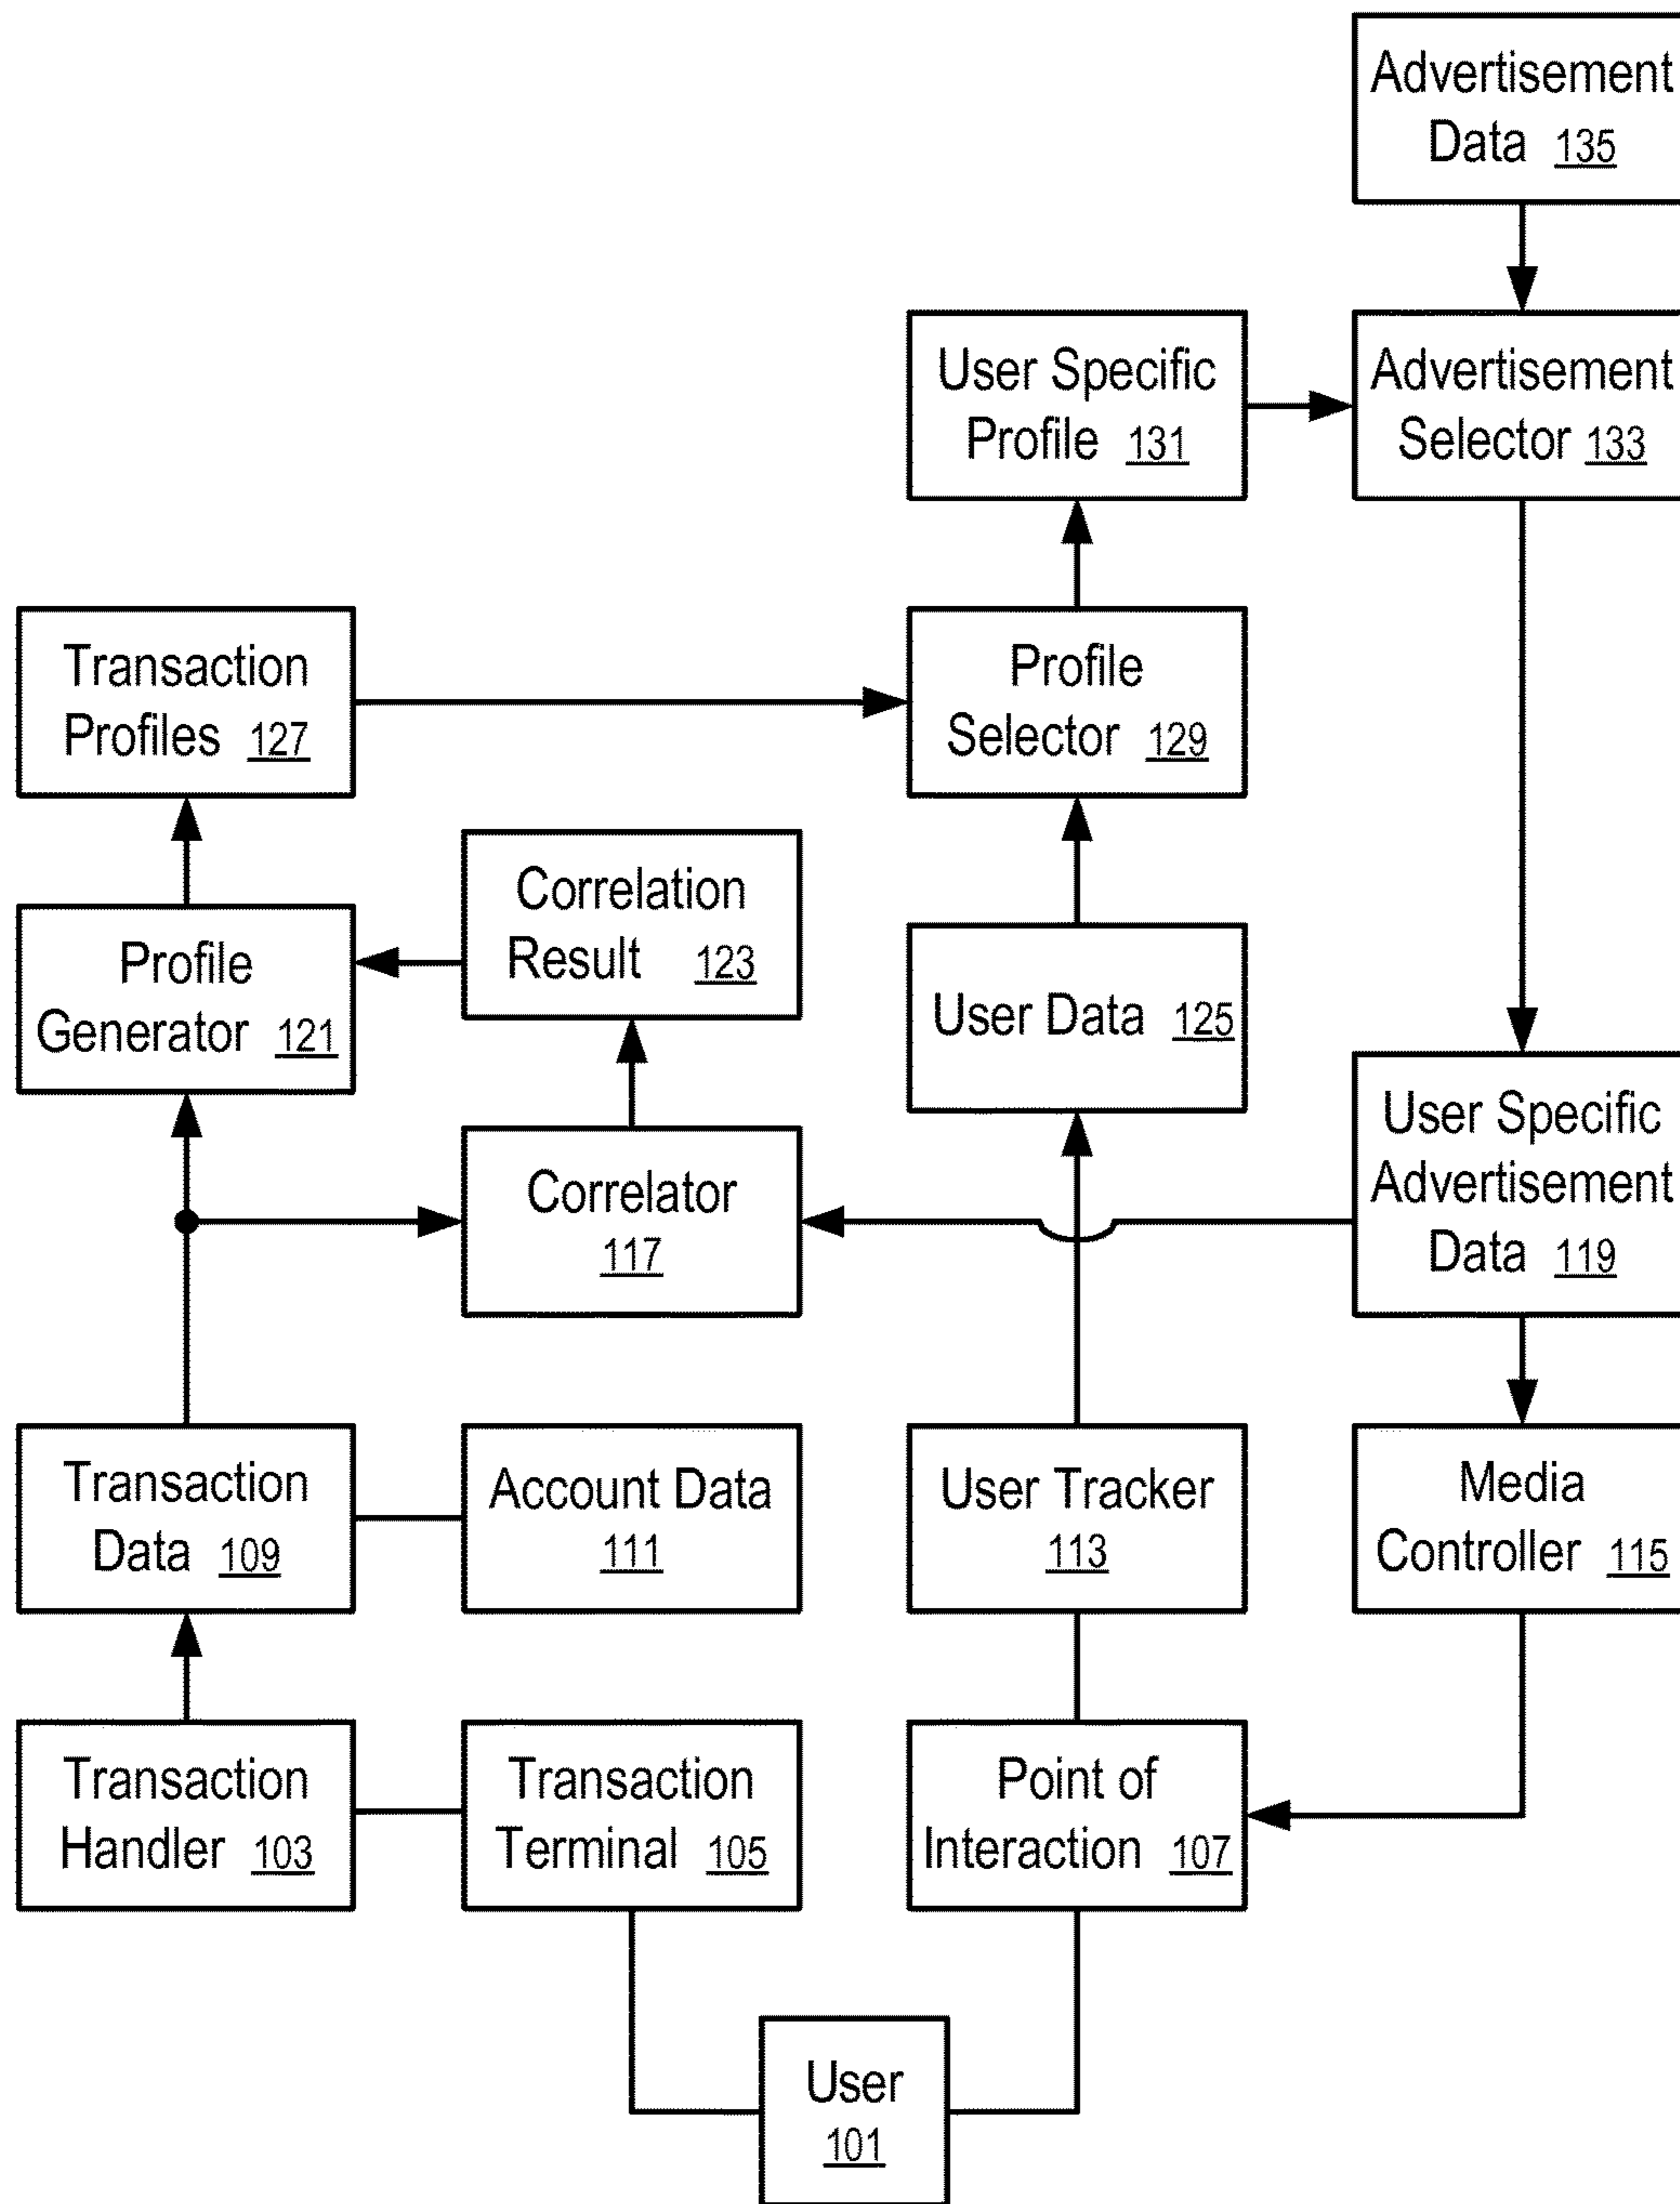 Advertisement
Data 135
User Specific
Profile 131
Advertisement
Selector 133
Transaction
Profiles 127
Profile
Selector 129
Correlation
Result 123
Profile
Generator 121
User Data 125
User Specific
Advertisement
Data 119
Correlator
117
Transaction
Data 109
Account Data
111
User Tracker
113
Media
Controller 115
Transaction
Handler 103
Transaction
Terminal 105
Point of
Interaction 107
User
101